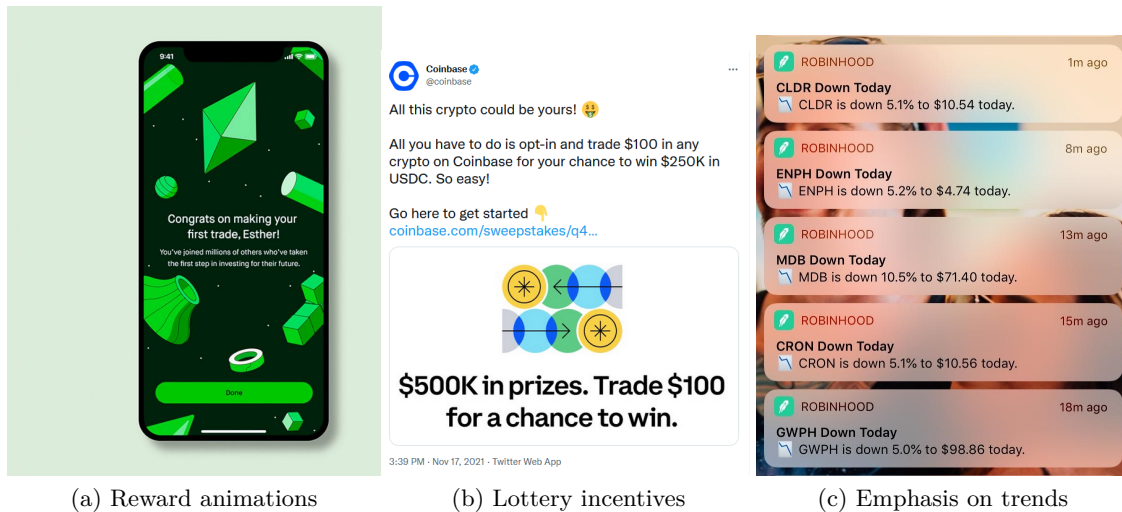 9:41
Congrats on making your
first trade, Esther!
You've joined millions of others who've taken
the first step in investing for their future.
Done
(a) Reward animations
Coinbase
@coinbase
All this crypto could be yours! 🤑
All you have to do is opt-in and trade $100 in any
crypto on Coinbase for your chance to win $250K in
USDC. So easy!
Go here to get started 👇
coinbase.com/sweepstakes/q4...
$500K in prizes. Trade $100
for a chance to win.
3:39 PM · Nov 17, 2021 · Twitter Web App
(b) Lottery incentives
ROBINHOOD 1m ago
CLDR Down Today
📉 CLDR is down 5.1% to $10.54 today.
ROBINHOOD 8m ago
ENPH Down Today
📉 ENPH is down 5.2% to $4.74 today.
ROBINHOOD 13m ago
MDB Down Today
📉 MDB is down 10.5% to $71.40 today.
ROBINHOOD 15m ago
CRON Down Today
📉 CRON is down 5.1% to $10.56 today.
ROBINHOOD 18m ago
GWPH Down Today
📉 GWPH is down 5.0% to $98.86 today.
(c) Emphasis on trends